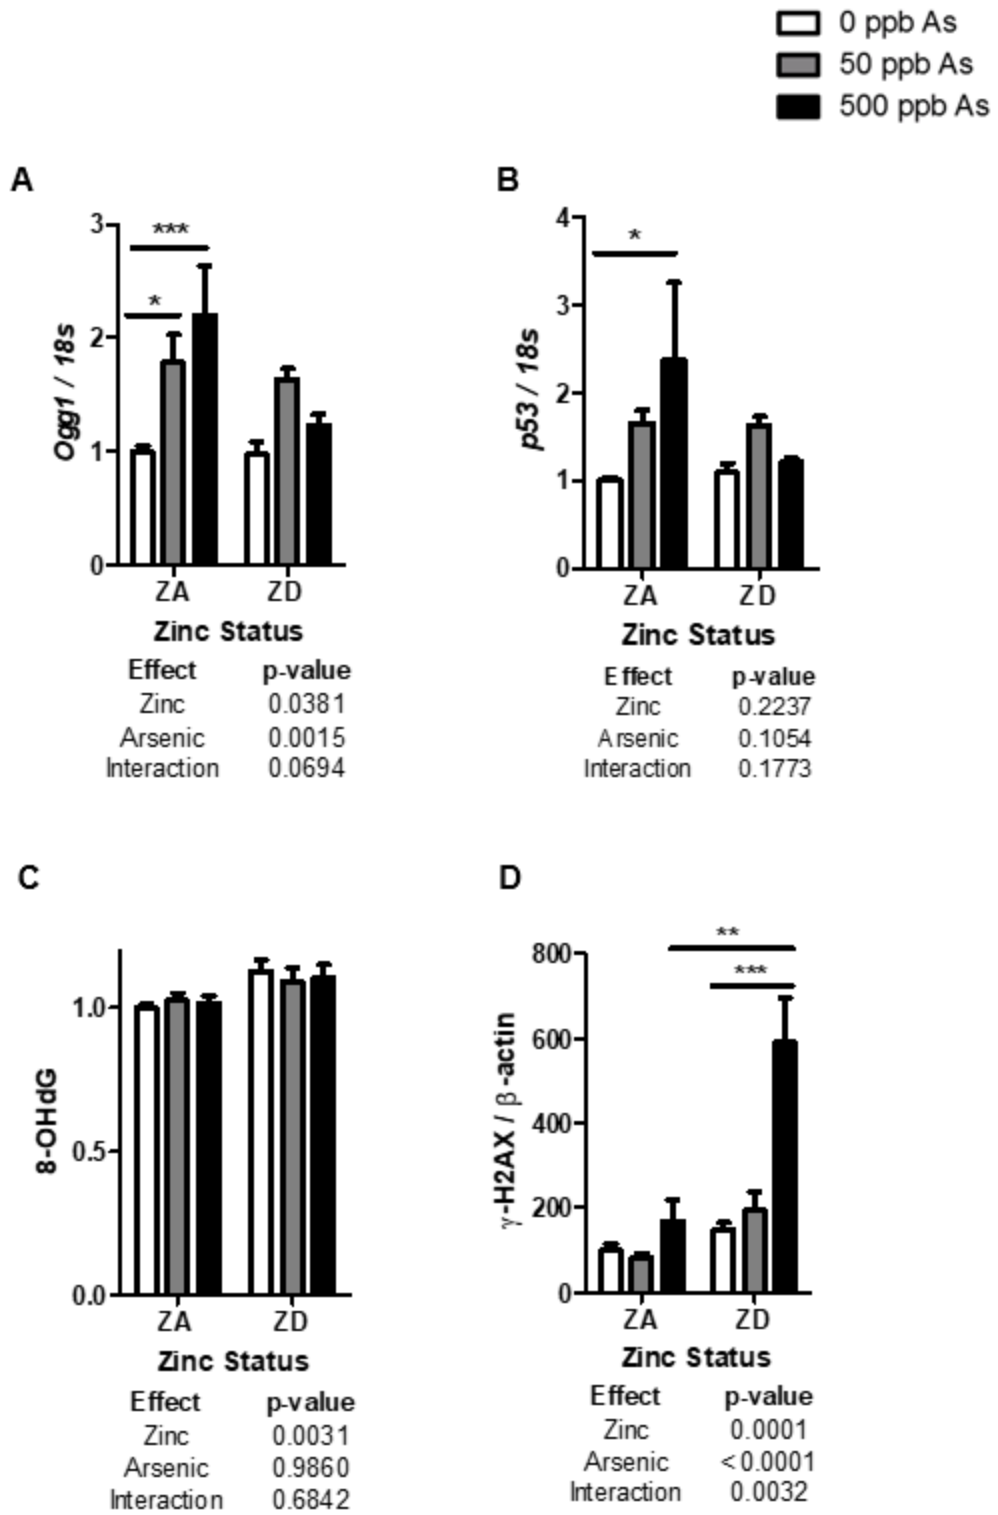 0 ppb As
50 ppb As
500 ppb As
A
B
3
2
1
0
Ogg1 / 18s
***
*
ZA ZD
Zinc Status
Effect p-value
Zinc 0.0381
Arsenic 0.0015
Interaction 0.0694
4
3
2
1
0
p53 / 18s
*
ZA ZD
Zinc Status
Effect p-value
Zinc 0.2237
Arsenic 0.1054
Interaction 0.1773
C
D
1.0
0.5
0.0
8-OHdG
ZA ZD
Zinc Status
Effect p-value
Zinc 0.0031
Arsenic 0.9860
Interaction 0.6842
800
600
400
200
0
γ-H2AX / β-actin
**
***
ZA ZD
Zinc Status
Effect p-value
Zinc 0.0001
Arsenic <0.0001
Interaction 0.0032